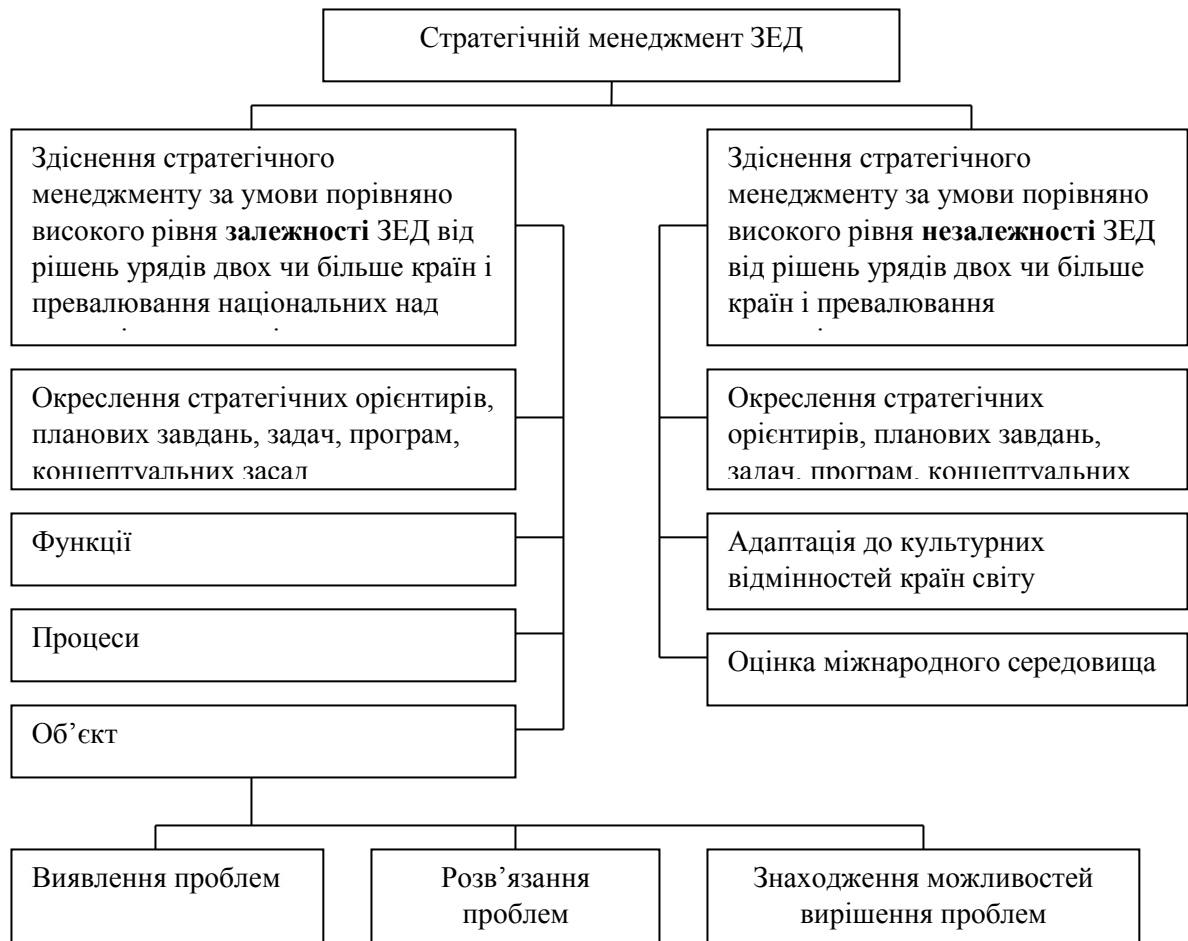 Стратегічній менеджмент ЗЕД
Здіснення стратегічного
менеджменту за умови порівняно
високого рівня залежності ЗЕД від
рішень урядів двох чи більше країн і
превалювання національних над
Здіснення стратегічного
менеджменту за умови порівняно
високого рівня незалежності ЗЕД
від рішень урядів двох чи більше
країн і превалювання
Окреслення стратегічних орієнтирів,
планових завдань, задач, програм,
концептуальних засад
Окреслення стратегічних
орієнтирів, планових завдань,
задач, програм, концептуальних
Функції
Адаптація до культурних
відмінностей країн світу
Процеси
Оцінка міжнародного середовища
Об’єкт
Виявлення проблем
Розв’язання
проблем
Знаходження можливостей
вирішення проблем